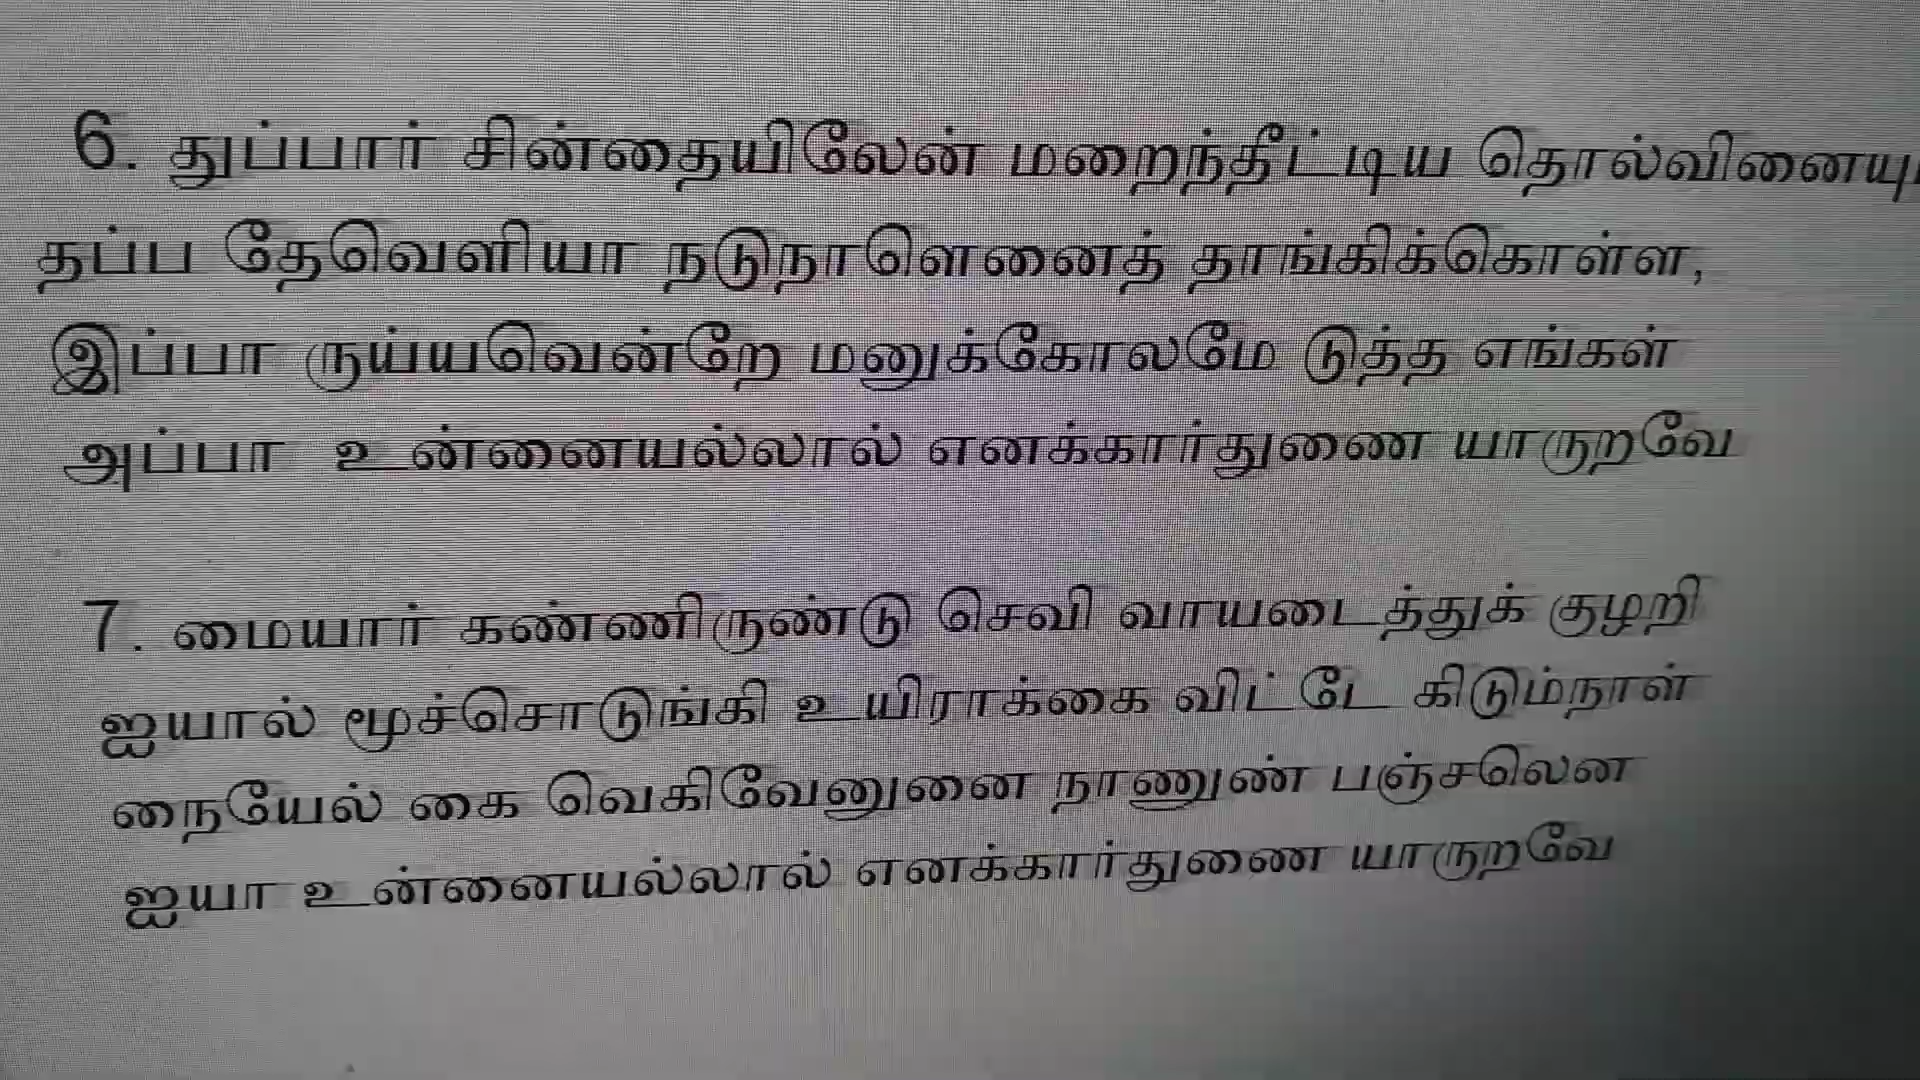 6. துப்பார் சிந்தையிலேன் மறைந்தீட்டிய தொல்வினையு
தப்ப தேவெளியா நடுநாளெனைத் தாங்கிக்கொள்ள,
இப்பா ருய்யவென்றே மனுக்கோலமே டுத்த எங்கள்
அப்பா உன்னையல்லால் எனக்கார்துணை யாருறவே
7. மையார் கண்ணிருண்டு செவி வாயடைத்துக் குழறி
ஐயால் மூச்சொடுங்கி உயிராக்கை விட்டே கிடும்நாள்
நையேல் கை வெகிவேனுனை நாணுண் பஞ்சலென
ஐயா உன்னையல்லால் எனக்கார்துணை யாருறவே